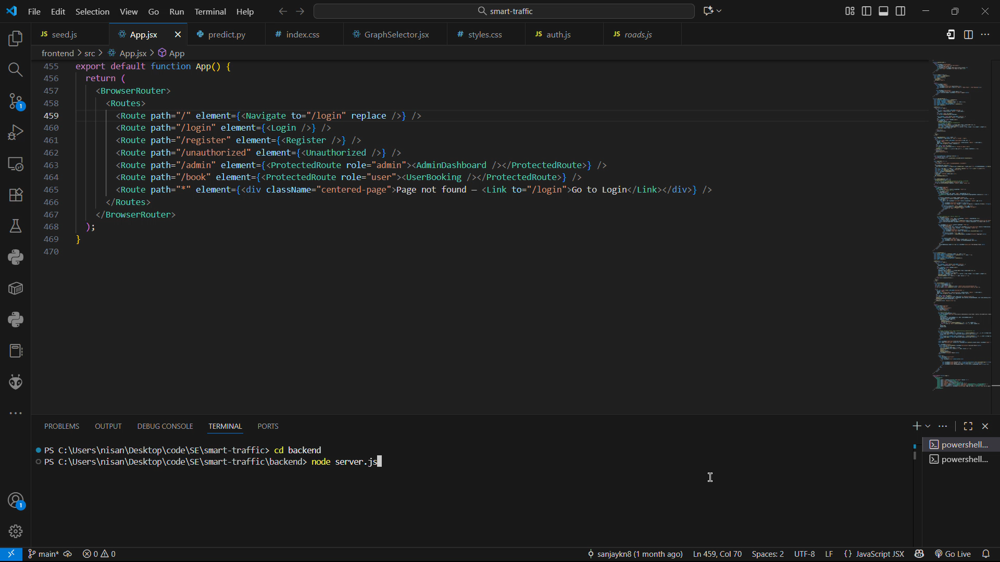 File Edit Selection View Go Run Terminal Help smart-traffic
JS seed.js App.jsx predict.py # index.css GraphSelector.jsx # styles.css JS auth.js JS roads.js
frontend > src > App.jsx > App
455 export default function App() {
456 return (
457 <BrowserRouter>
458 <Routes>
459 <Route path="/" element={<Navigate to="/login" replace />} />
460 <Route path="/login" element={<Login />} />
461 <Route path="/register" element={<Register />} />
462 <Route path="/unauthorized" element={<Unauthorized />} />
463 <Route path="/admin" element={<ProtectedRoute role="admin"><AdminDashboard /></ProtectedRoute>} />
464 <Route path="/book" element={<ProtectedRoute role="user"><UserBooking /></ProtectedRoute>} />
465 <Route path="*" element={<div className="centered-page">Page not found — <Link to="/login">Go to Login</Link></div>} />
466 </Routes>
467 </BrowserRouter>
468 );
469 }
470
PROBLEMS OUTPUT DEBUG CONSOLE TERMINAL PORTS
PS C:\Users\nisan\Desktop\code\SE\smart-traffic> cd backend
PS C:\Users\nisan\Desktop\code\SE\smart-traffic\backend> node server.js
powershell...
powershell...
1
1
main* 0 0 sanjaykn8 (1 month ago) Ln 459, Col 70 Spaces: 2 UTF-8 LF {} JavaScript JSX Go Live